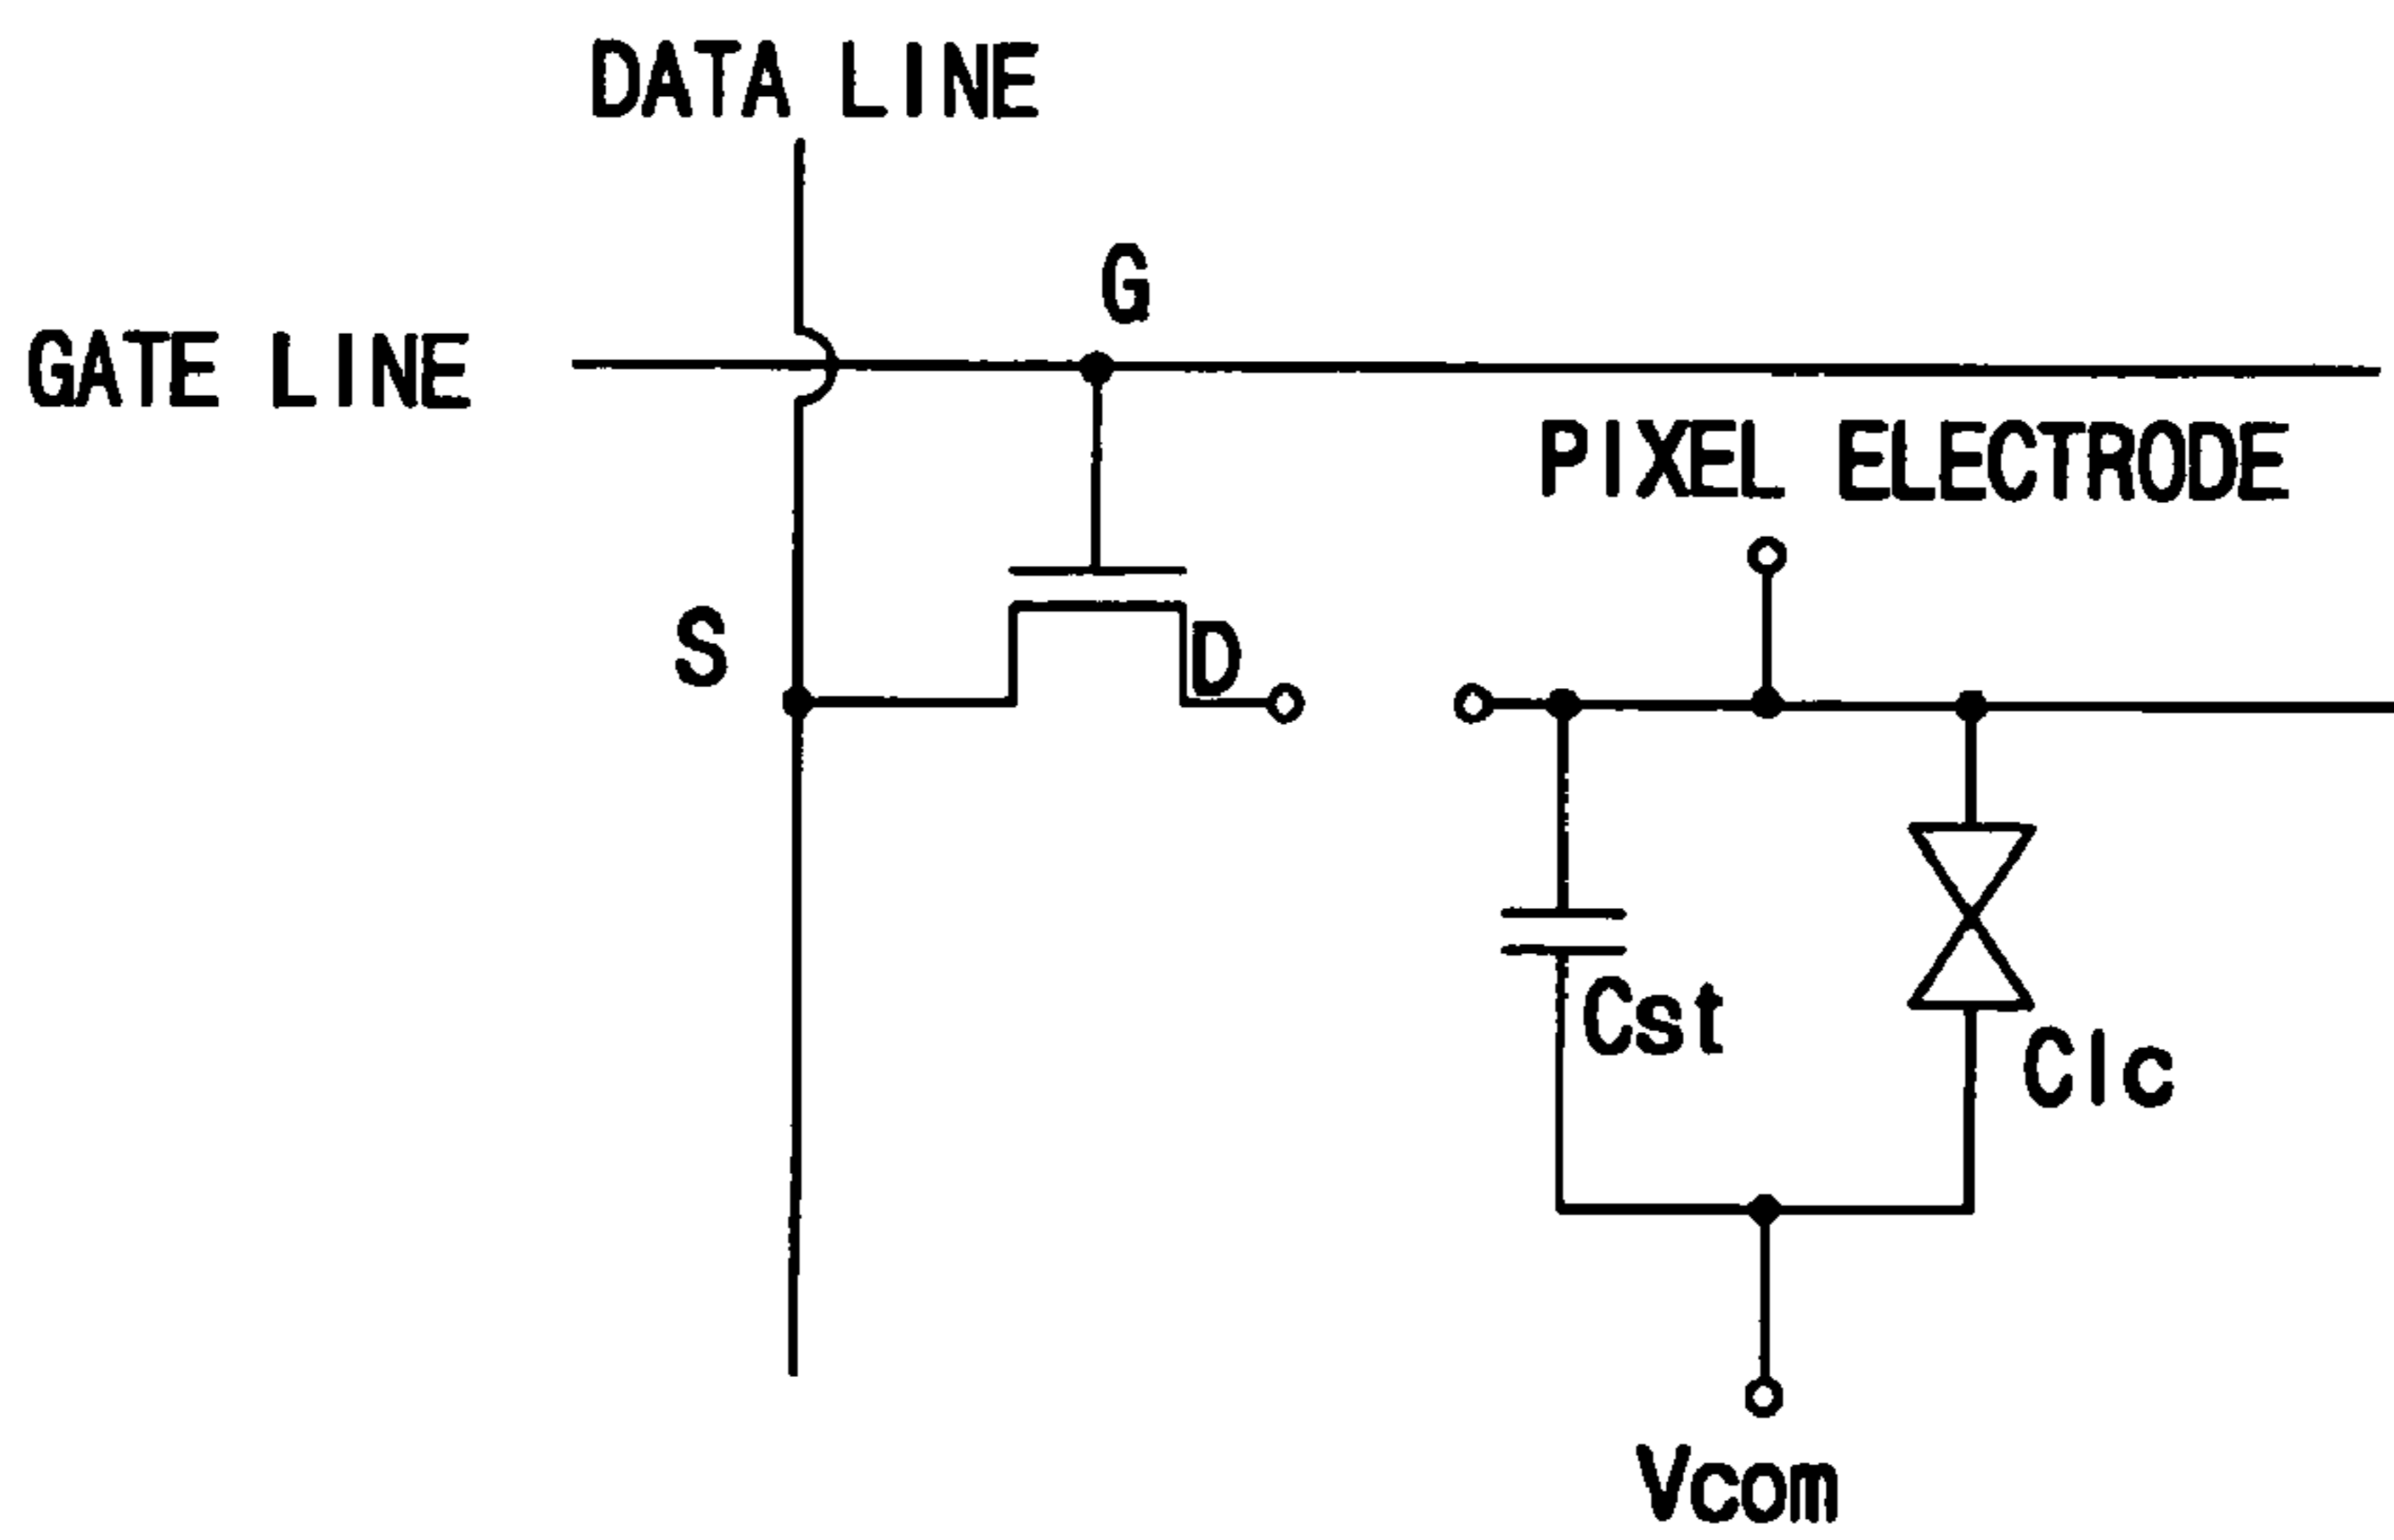 DATA LINE
G
GATE LINE
PIXEL ELECTRODE
S
D
Cst
Clc
Vcom